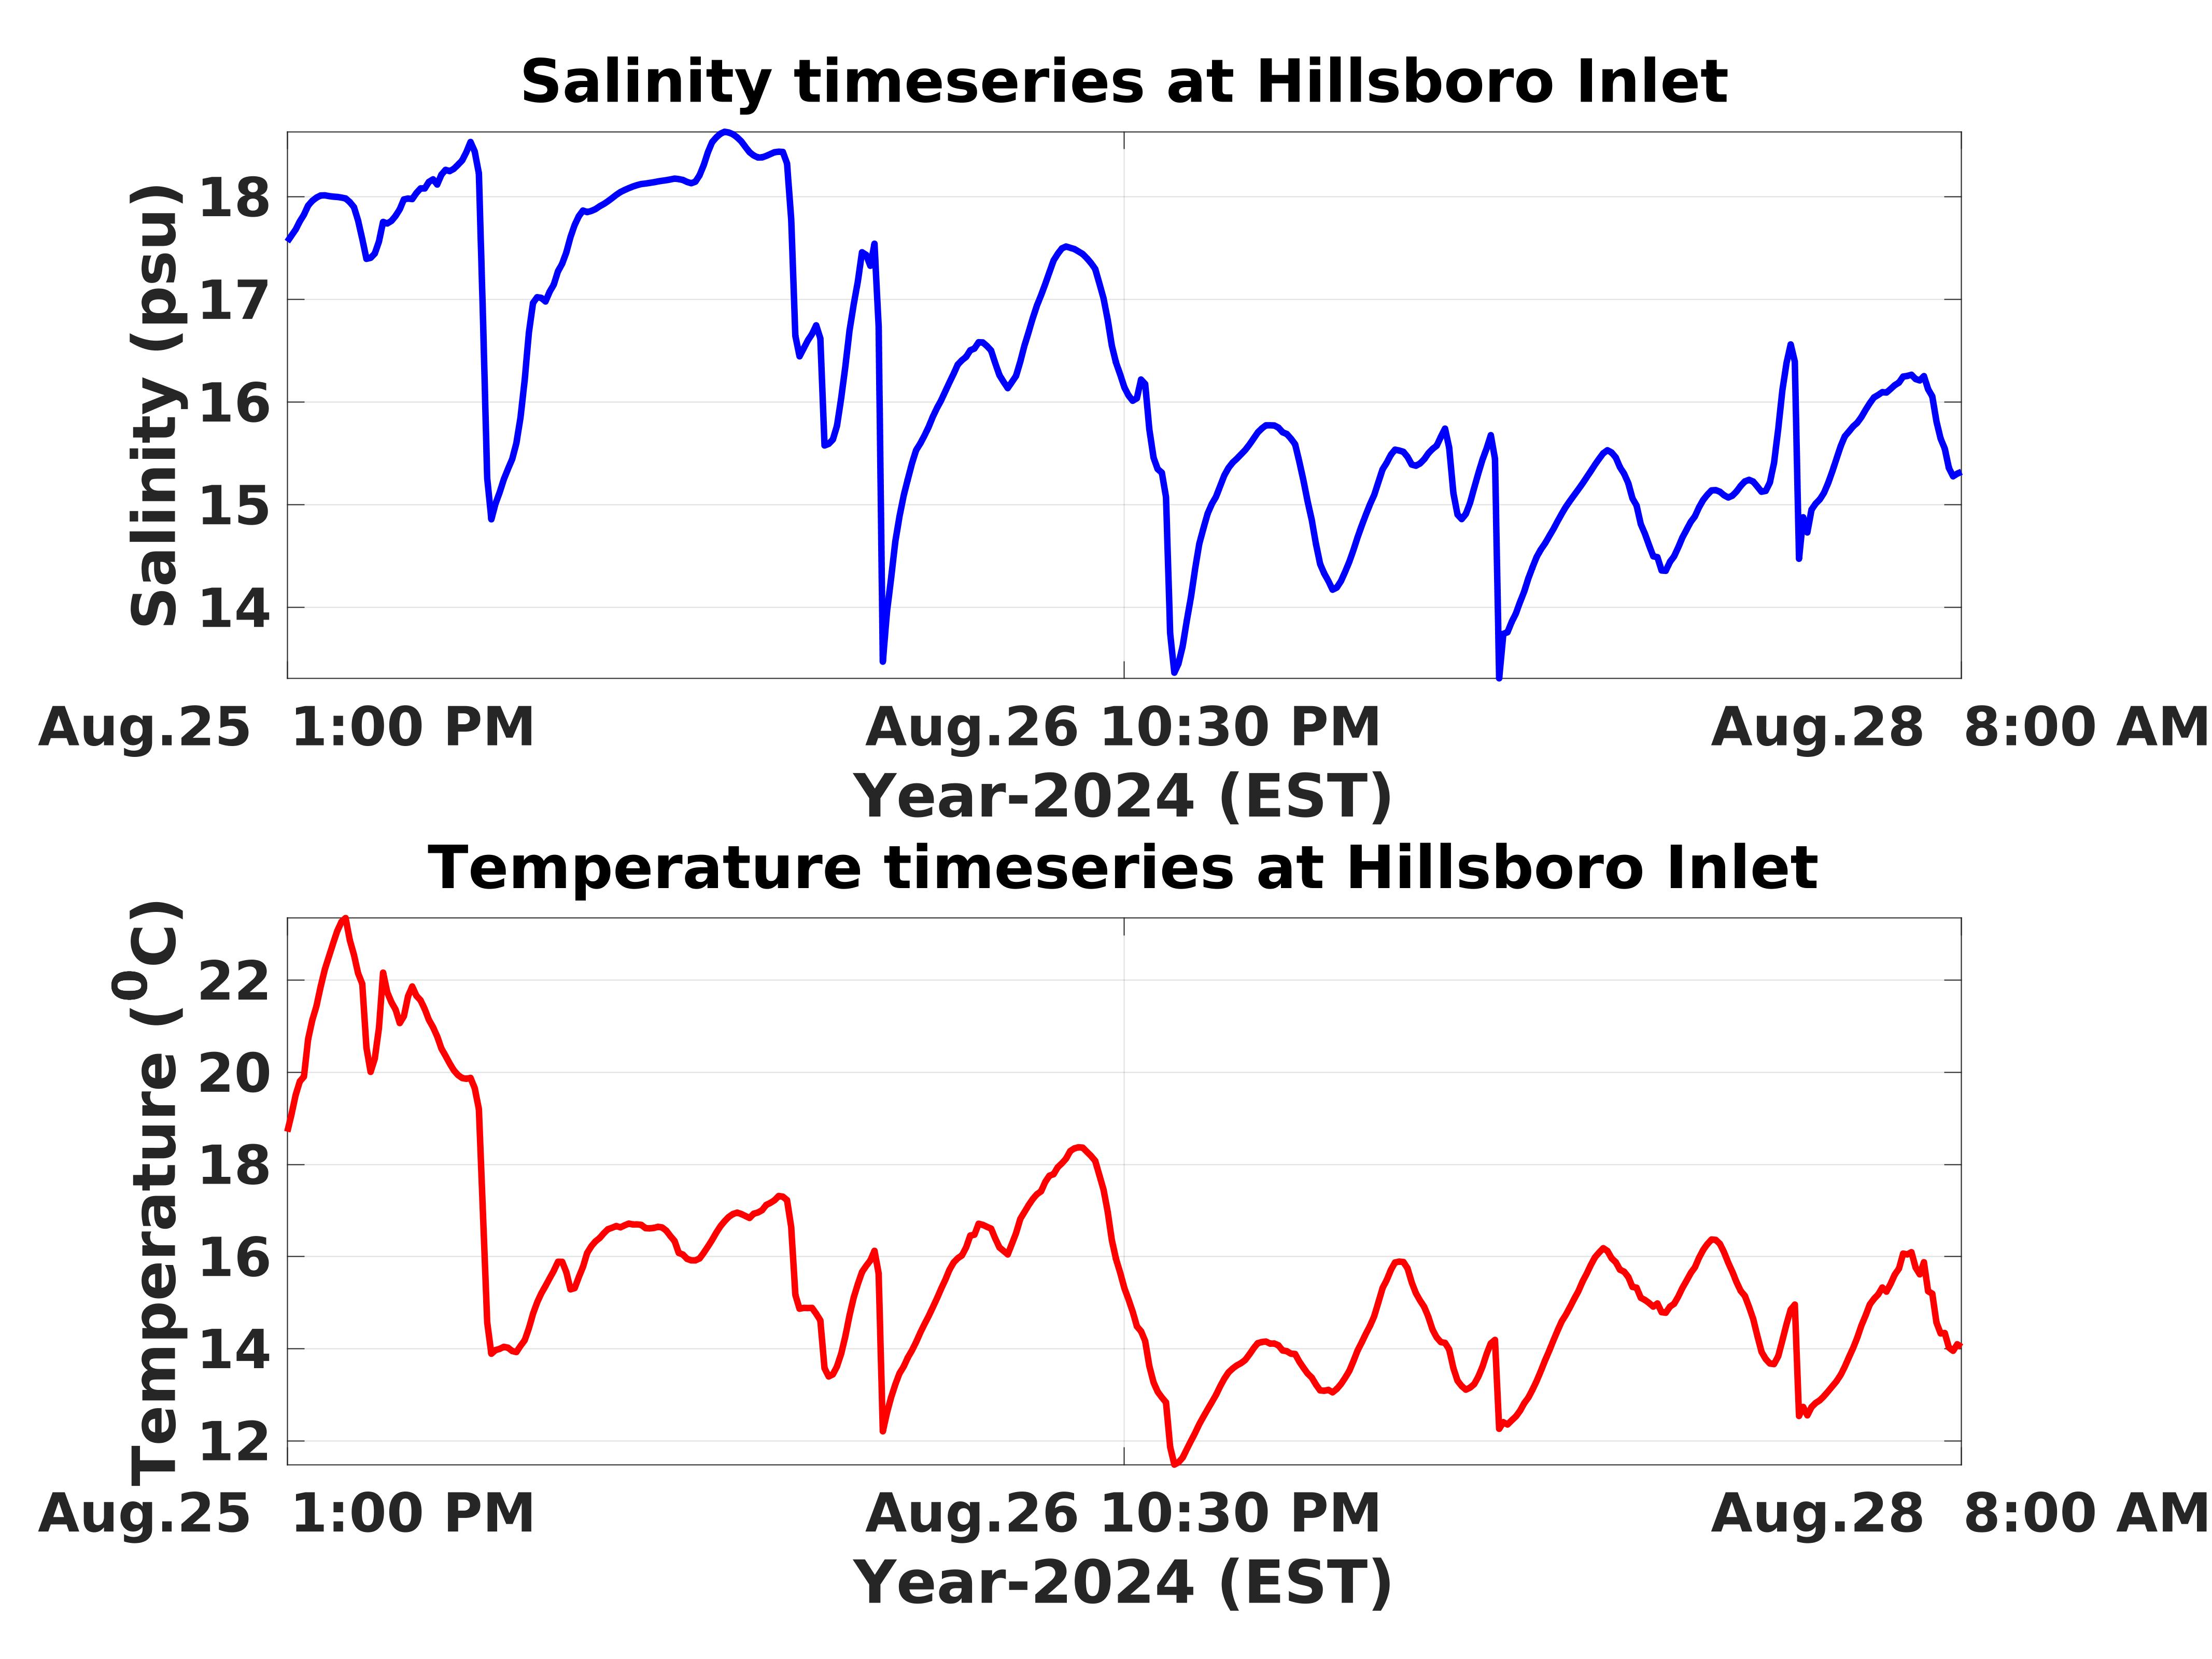 Salinity timeseries at Hillsboro Inlet
Salinity (psu)
18
17
16
15
14
Aug.25  1:00 PM
Aug.26 10:30 PM
Aug.28  8:00 AM
Year-2024 (EST)
Temperature timeseries at Hillsboro Inlet
Temperature (⁰C)
22
20
18
16
14
12
Aug.25  1:00 PM
Aug.26 10:30 PM
Aug.28  8:00 AM
Year-2024 (EST)